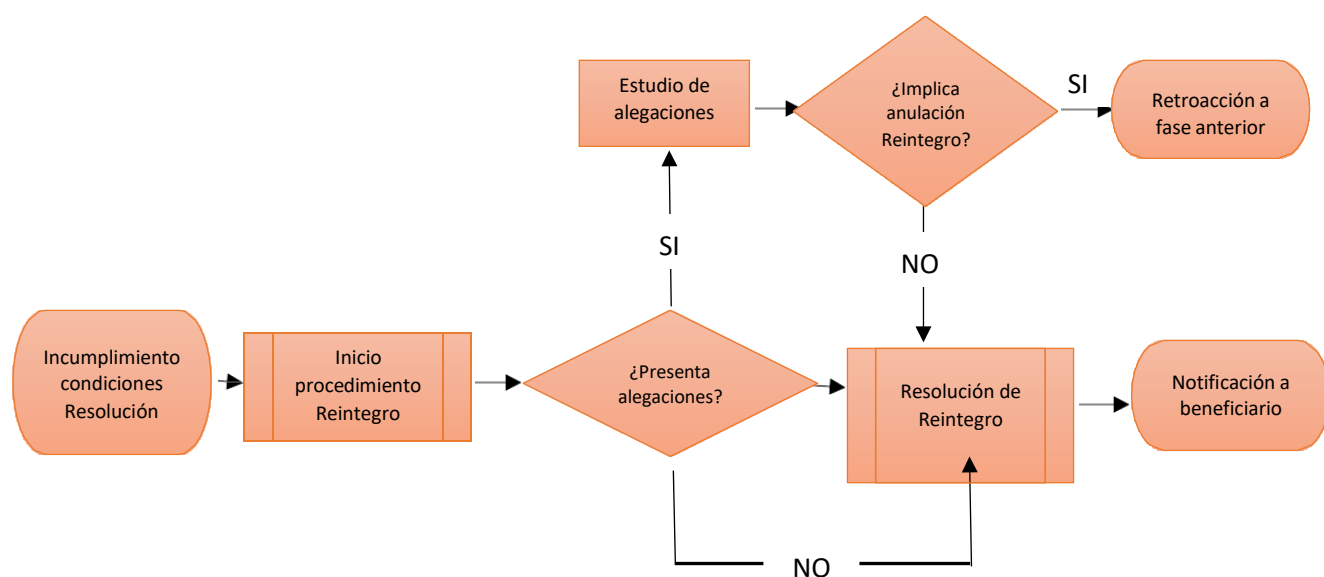 Estudio de
alegaciones
¿Implica
anulación
Reintegro?
SI
Retroacción a
fase anterior
SI
NO
Incumplimiento
condiciones
Resolución
Inicio
procedimiento
Reintegro
¿Presenta
alegaciones?
Resolución de
Reintegro
Notificación a
beneficiario
NO